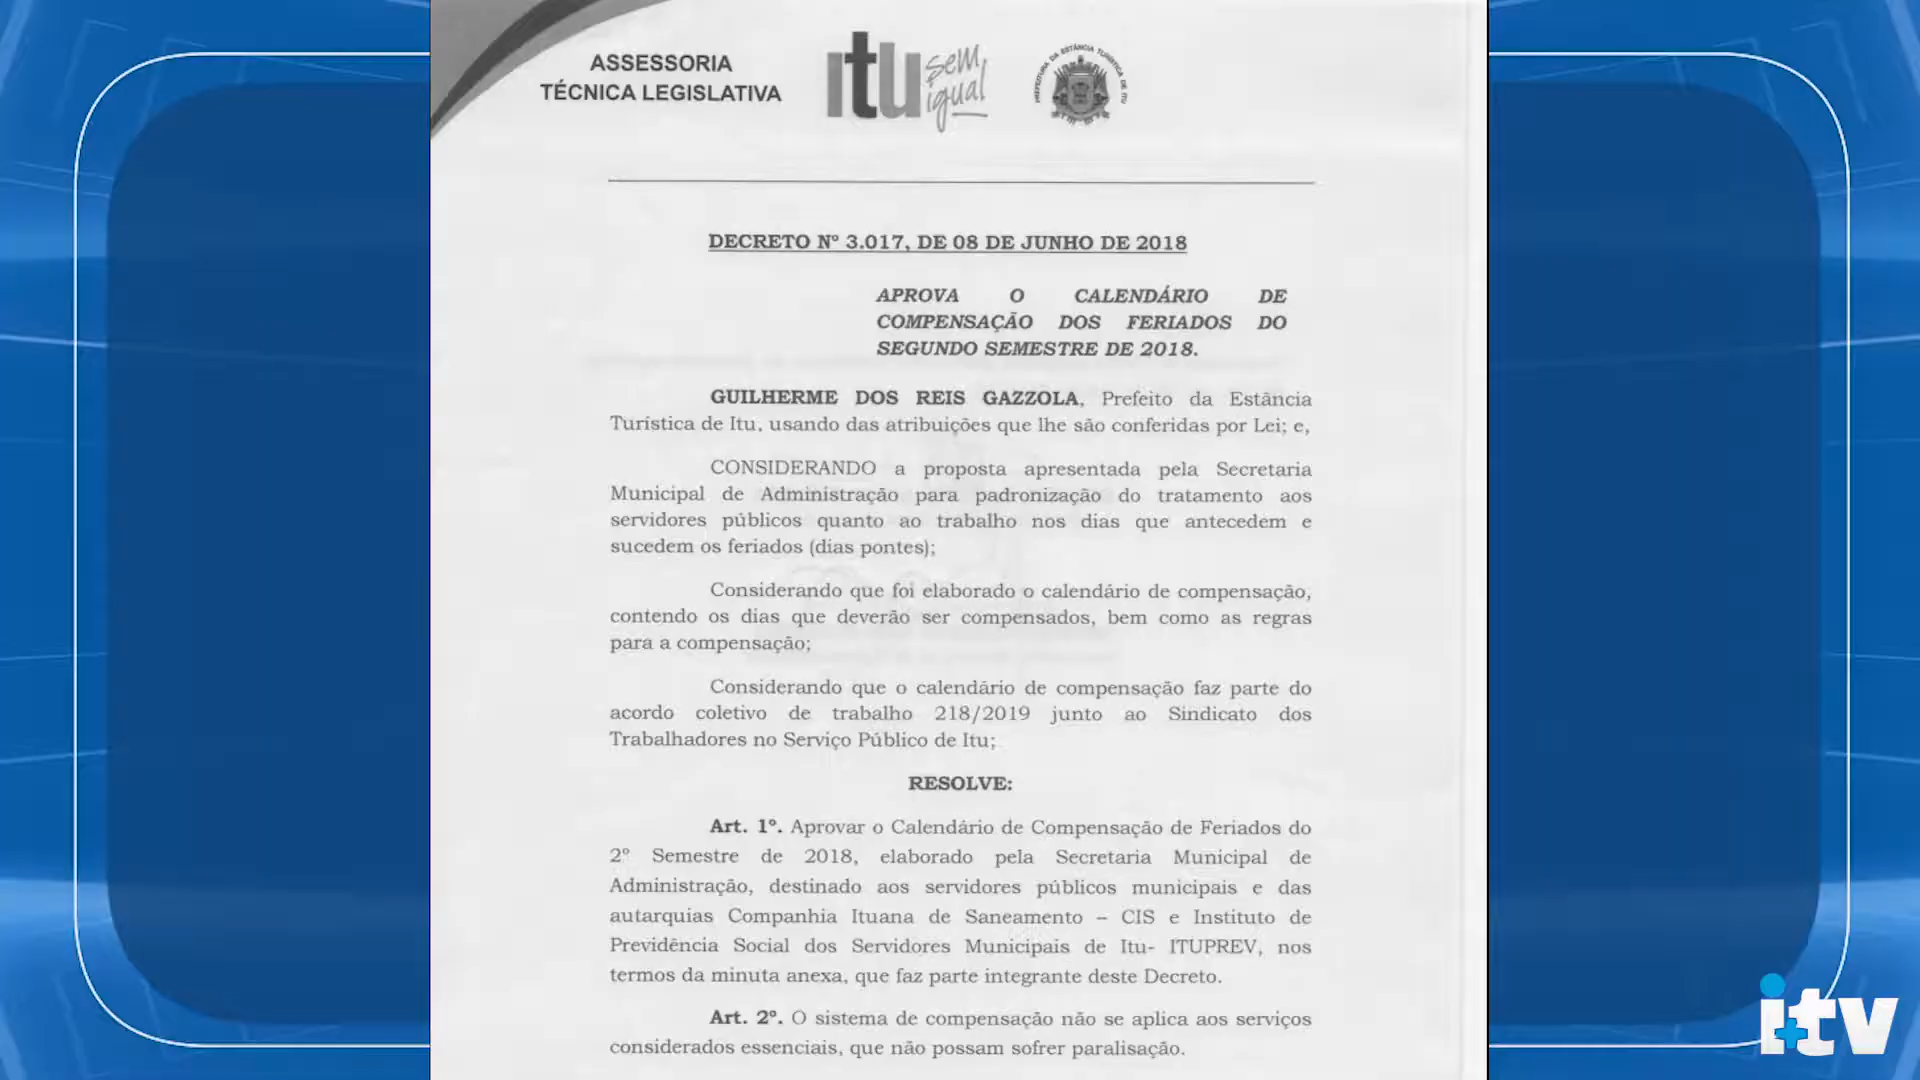 ASSESSORIA
TÉCNICA LEGISLATIVA
itu sem igual
PREFEITURA DA ESTÂNCIA TURÍSTICA DE ITU
DECRETO Nº 3.017, DE 08 DE JUNHO DE 2018
APROVA O CALENDÁRIO DE
COMPENSAÇÃO DOS FERIADOS DO
SEGUNDO SEMESTRE DE 2018.
GUILHERME DOS REIS GAZZOLA, Prefeito da Estância
Turística de Itu, usando das atribuições que lhe são conferidas por Lei; e,
CONSIDERANDO a proposta apresentada pela Secretaria
Municipal de Administração para padronização do tratamento aos
servidores públicos quanto ao trabalho nos dias que antecedem e
sucedem os feriados (dias pontes);
Considerando que foi elaborado o calendário de compensação,
contendo os dias que deverão ser compensados, bem como as regras
para a compensação;
Considerando que o calendário de compensação faz parte do
acordo coletivo de trabalho 218/2019 junto ao Sindicato dos
Trabalhadores no Serviço Público de Itu;
RESOLVE:
Art. 1º. Aprovar o Calendário de Compensação de Feriados do
2º Semestre de 2018, elaborado pela Secretaria Municipal de
Administração, destinado aos servidores públicos municipais e das
autarquias Companhia Ituana de Saneamento – CIS e Instituto de
Previdência Social dos Servidores Municipais de Itu- ITUPREV, nos
termos da minuta anexa, que faz parte integrante deste Decreto.
Art. 2º. O sistema de compensação não se aplica aos serviços
considerados essenciais, que não possam sofrer paralisação.
itv